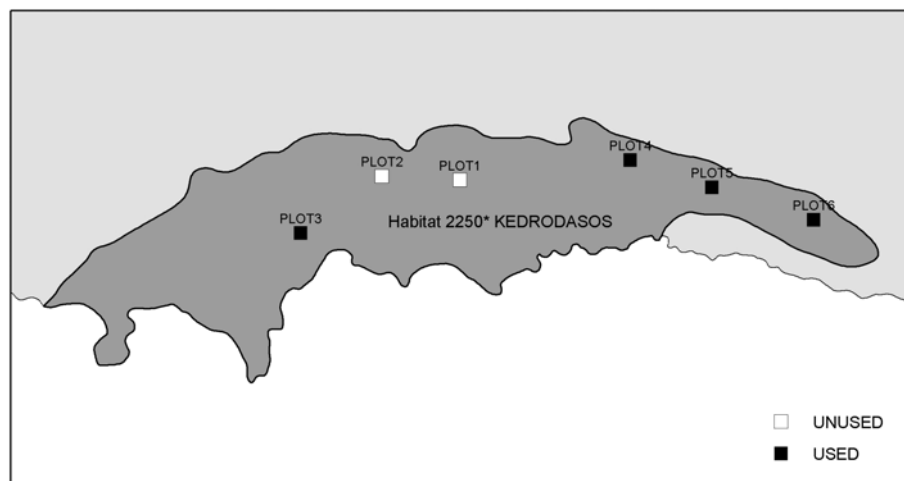 PLOT4
PLOT2
PLOT1
PLOT5
PLOT6
PLOT3
Habitat 2250* KEDRODASOS
UNUSED
USED